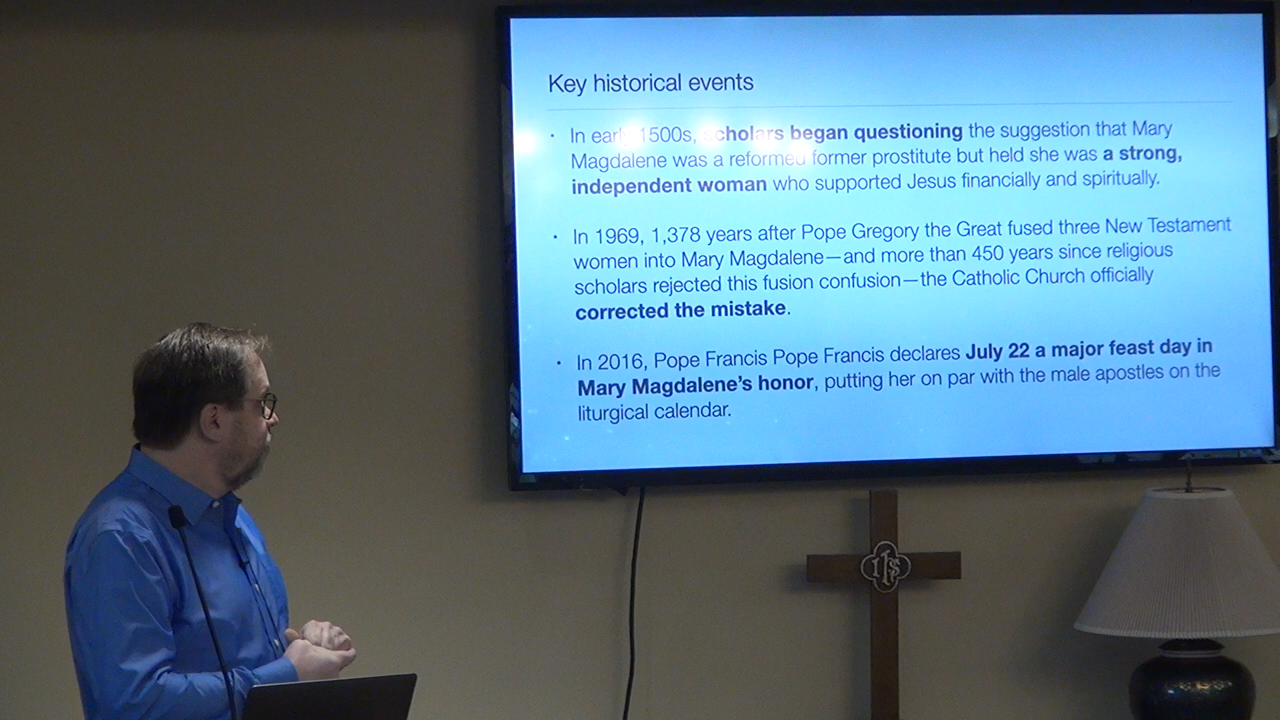 Key historical events
• In early 1500s, scholars began questioning the suggestion that Mary
Magdalene was a reformed former prostitute but held she was a strong,
independent woman who supported Jesus financially and spiritually.
• In 1969, 1,378 years after Pope Gregory the Great fused three New Testament
women into Mary Magdalene—and more than 450 years since religious
scholars rejected this fusion confusion—the Catholic Church officially
corrected the mistake.
• In 2016, Pope Francis Pope Francis declares July 22 a major feast day in
Mary Magdalene's honor, putting her on par with the male apostles on the
liturgical calendar.
IHS